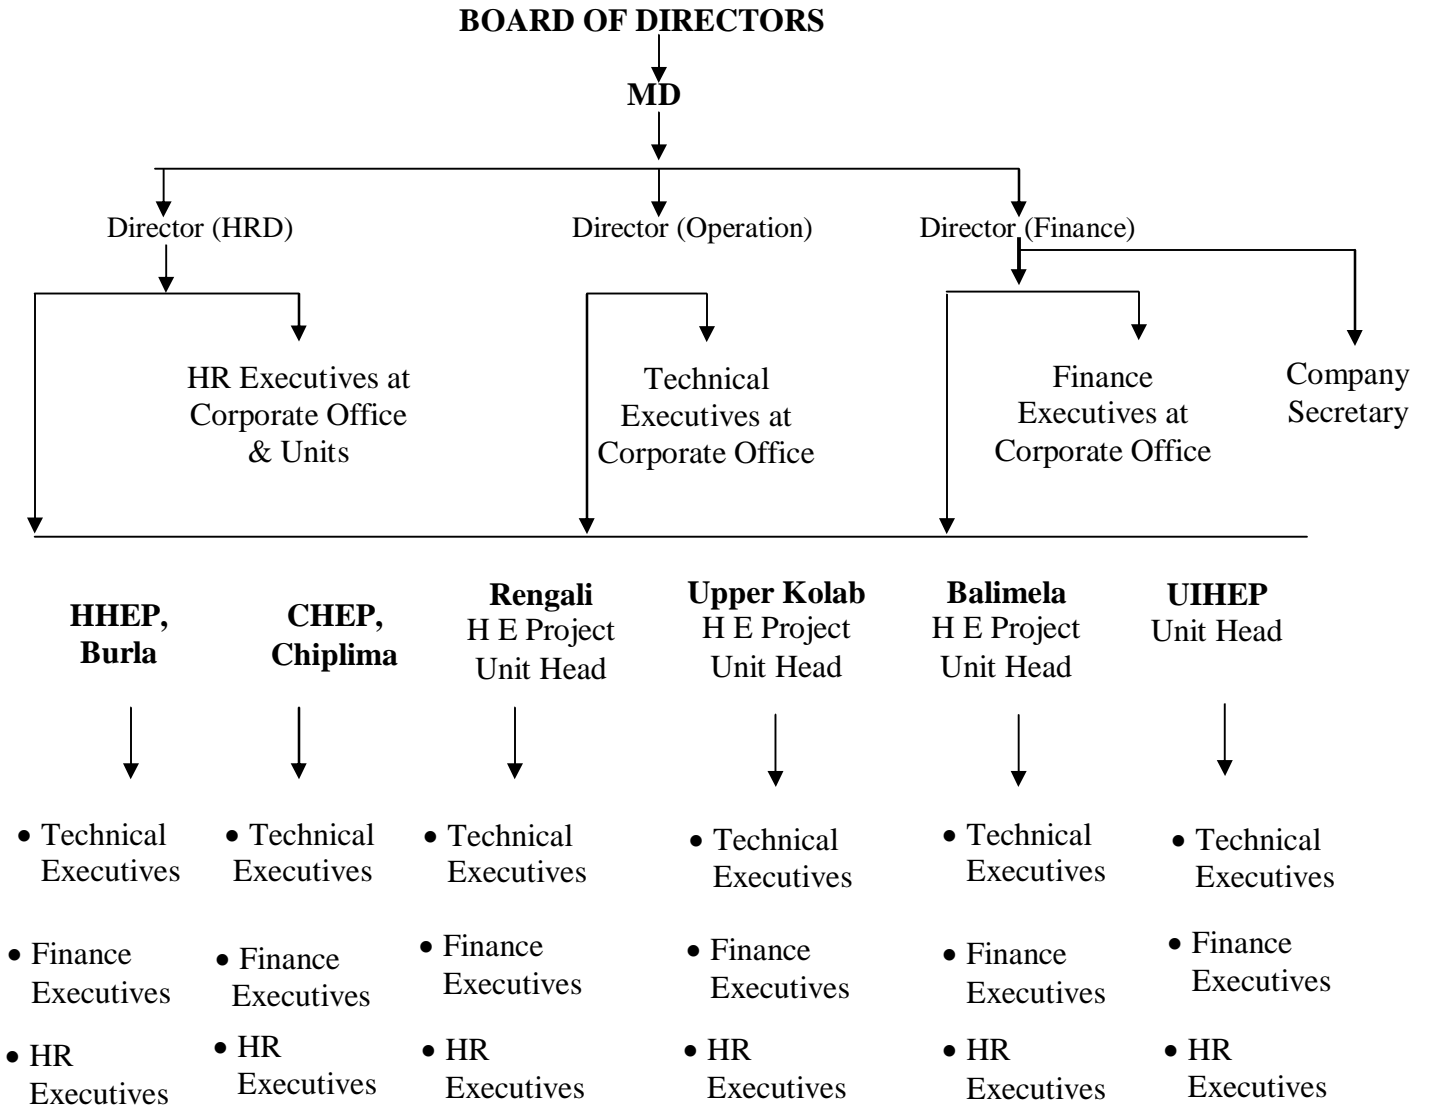 BOARD OF DIRECTORS
MD
Director (HRD)
Director (Operation)
Director (Finance)
HR Executives at
Corporate Office
& Units
Technical
Executives at
Corporate Office
Finance
Executives at
Corporate Office
Company
Secretary
HHEP,
Burla
CHEP,
Chiplima
Rengali
H E Project
Unit Head
Upper Kolab
H E Project
Unit Head
Balimela
H E Project
Unit Head
UIHEP
Unit Head
• Technical
Executives
• Finance
Executives
• HR
Executives
• Technical
Executives
• Finance
Executives
• HR
Executives
• Technical
Executives
• Finance
Executives
• HR
Executives
• Technical
Executives
• Finance
Executives
• HR
Executives
• Technical
Executives
• Finance
Executives
• HR
Executives
• Technical
Executives
• Finance
Executives
• HR
Executives